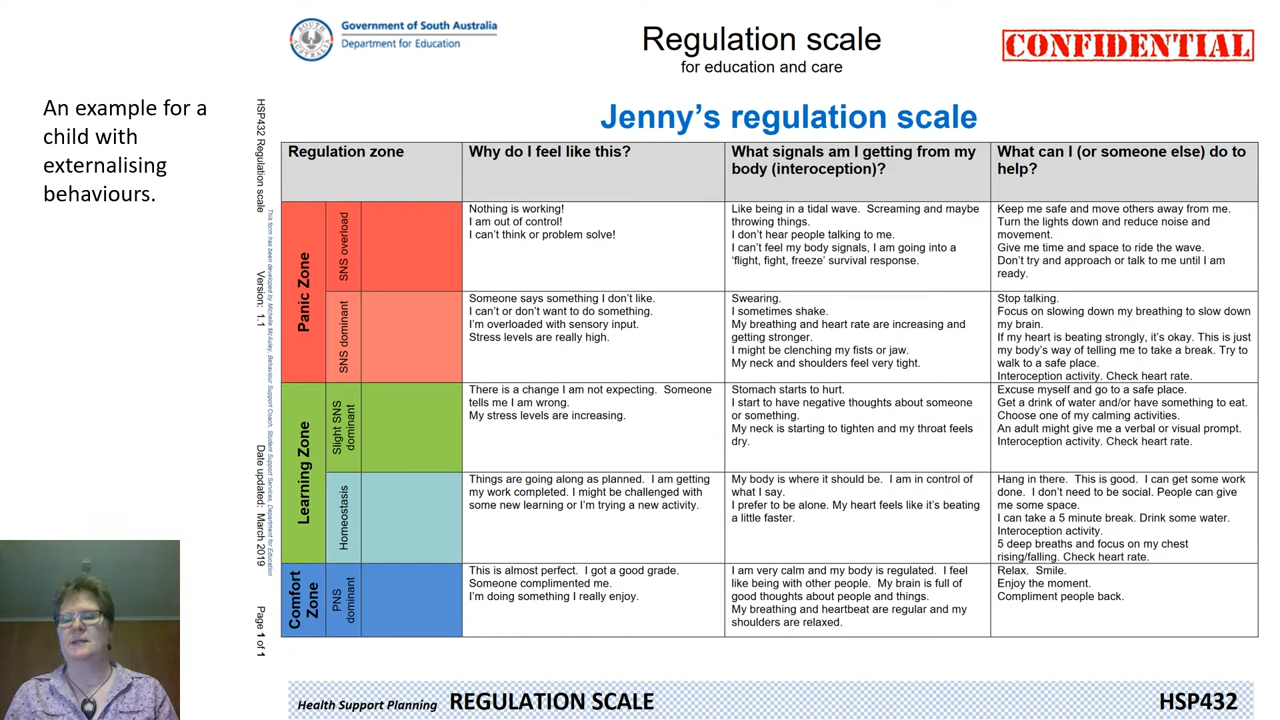 Government of South Australia
Department for Education
Regulation scale
for education and care
CONFIDENTIAL
An example for a
child with
externalising
behaviours.
HSP432 Regulation scale
Version: 1.1
Date updated: March 2019
Page 1 of 1
This form has been developed by Michelle McAuley, Behaviour Support Coach, Student Support Services, Department for Education
Jenny’s regulation scale
Regulation zone
Why do I feel like this?
What signals am I getting from my
body (interoception)?
What can I (or someone else) do to
help?
Panic Zone
SNS overload
Nothing is working!
I am out of control!
I can’t think or problem solve!
Like being in a tidal wave. Screaming and maybe
throwing things.
I don’t hear people talking to me.
I can’t feel my body signals, I am going into a
‘flight, fight, freeze’ survival response.
Keep me safe and move others away from me.
Turn the lights down and reduce noise and
movement.
Give me time and space to ride the wave.
Don’t try and approach or talk to me until I am
ready.
SNS dominant
Someone says something I don’t like.
I can’t or don’t want to do something.
I’m overloaded with sensory input.
Stress levels are really high.
Swearing.
I sometimes shake.
My breathing and heart rate are increasing and
getting stronger.
I might be clenching my fists or jaw.
My neck and shoulders feel very tight.
Stop talking.
Focus on slowing down my breathing to slow down
my brain.
If my heart is beating strongly, it’s okay. This is just
my body’s way of telling me to take a break. Try to
walk to a safe place.
Interoception activity. Check heart rate.
Learning Zone
Slight SNS
dominant
There is a change I am not expecting. Someone
tells me I am wrong.
My stress levels are increasing.
Stomach starts to hurt.
I start to have negative thoughts about someone
or something.
My neck is starting to tighten and my throat feels
dry.
Excuse myself and go to a safe place.
Get a drink of water and/or have something to eat.
Choose one of my calming activities.
An adult might give me a verbal or visual prompt.
Interoception activity. Check heart rate.
Homeostasis
Things are going along as planned. I am getting
my work completed. I might be challenged with
some new learning or I’m trying a new activity.
My body is where it should be. I am in control of
what I say.
I prefer to be alone. My heart feels like it’s beating
a little faster.
Hang in there. This is good. I can get some work
done. I don’t need to be social. People can give
me some space.
I can take a 5 minute break. Drink some water.
Interoception activity.
5 deep breaths and focus on my chest
rising/falling. Check heart rate.
Comfort
Zone
PNS
dominant
This is almost perfect. I got a good grade.
Someone complimented me.
I’m doing something I really enjoy.
I am very calm and my body is regulated. I feel
like being with other people. My brain is full of
good thoughts about people and things.
My breathing and heartbeat are regular and my
shoulders are relaxed.
Relax. Smile.
Enjoy the moment.
Compliment people back.
Health Support Planning REGULATION SCALE
HSP432